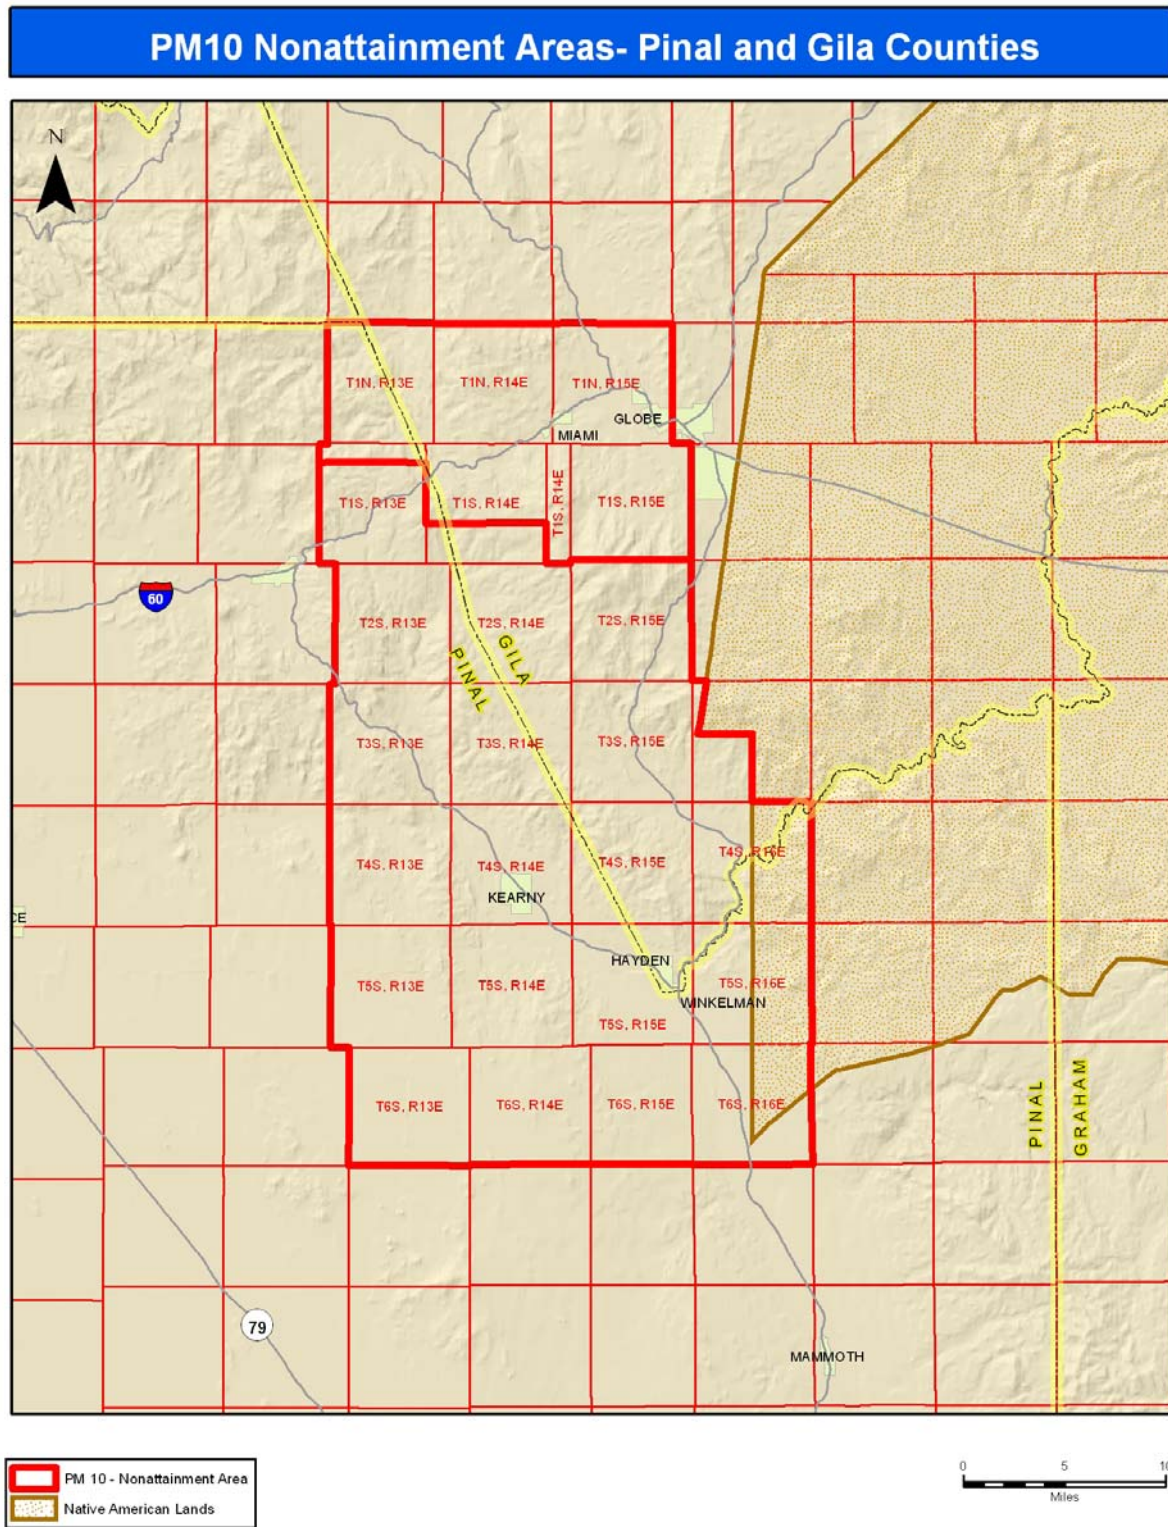 PM10 Nonattainment Areas- Pinal and Gila Counties
N
T1N, R13E
T1N, R14E
T1N, R15E
GLOBE
MIAMI
T1S, R13E
T1S, R14E
T1S, R14E
T1S, R15E
60
T2S, R13E
T2S, R14E
T2S, R15E
GILA
PINAL
T3S, R13E
T3S, R14E
T3S, R15E
T4S, R13E
T4S, R14E
T4S, R15E
T4S, R16E
KEARNY
CE
HAYDEN
T5S, R13E
T5S, R14E
T5S, R16E
WINKELMAN
T5S, R15E
T6S, R13E
T6S, R14E
T6S, R15E
T6S, R16E
PINAL
GRAHAM
79
MAMMOTH
PM 10 - Nonattainment Area
Native American Lands
0 5 10
Miles